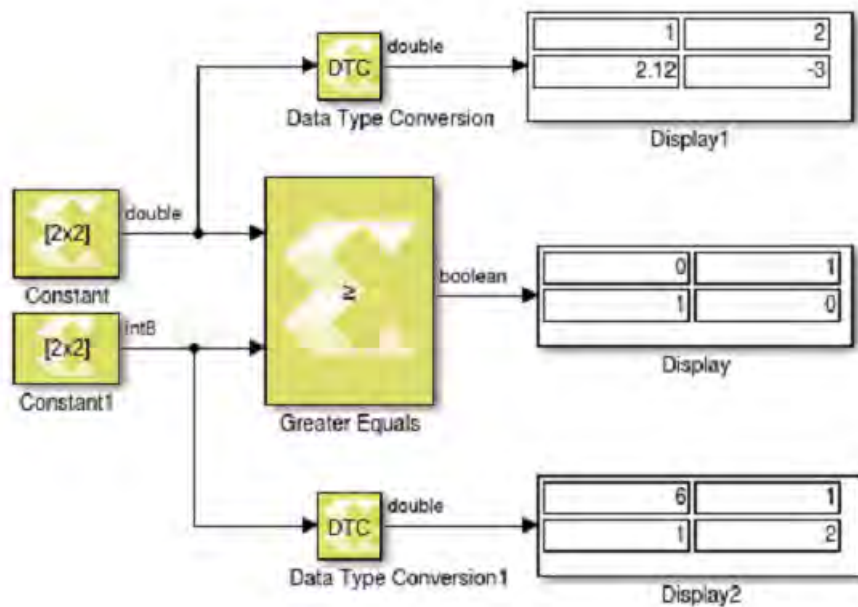 double
DTC
Data Type Conversion
1 2
2.12 -3
Display1
[2x2]
double
Constant
[2x2]
int8
Constant1
≥
Greater Equals
boolean
0 1
1 0
Display
DTC
double
Data Type Conversion1
6 1
1 2
Display2